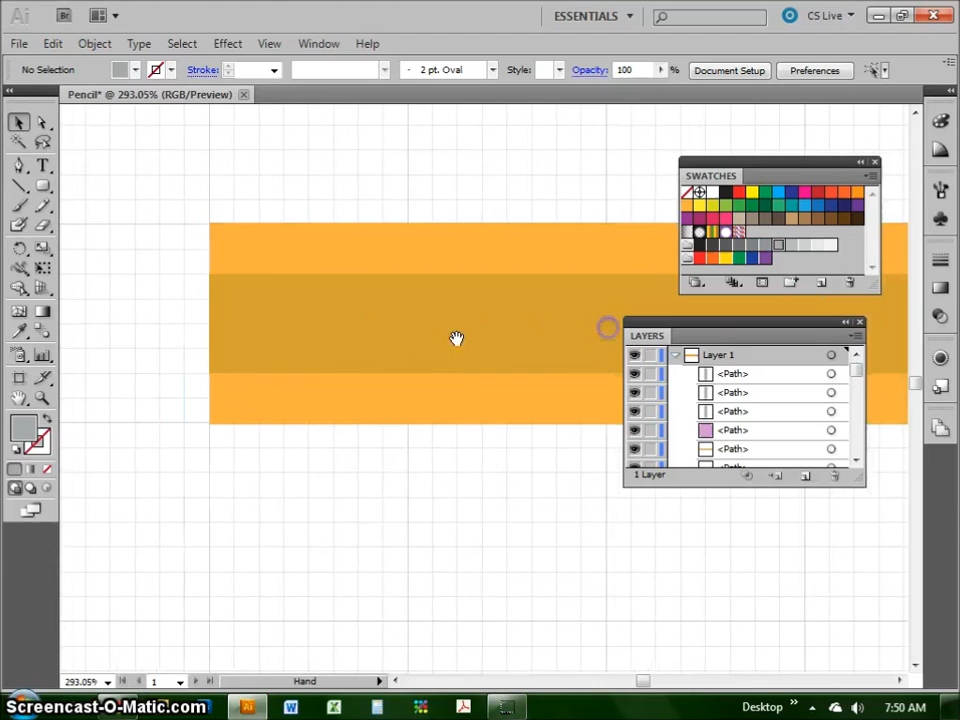 Ai Br ESSENTIALS CS Live
File Edit Object Type Select Effect View Window Help
No Selection Stroke: 2 pt. Oval Style: Opacity: 100 % Document Setup Preferences
Pencil* @ 293.05% (RGB/Preview)
SWATCHES
LAYERS
Layer 1
<Path>
<Path>
<Path>
<Path>
<Path>
1 Layer
293.05% 1 Hand
Screencast-O-Matic.com Desktop 7:50 AM